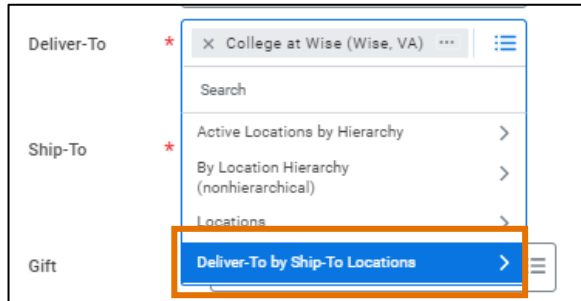 Deliver-To * × College at Wise (Wise, VA) ...
Search
Active Locations by Hierarchy
Ship-To *
By Location Hierarchy
(nonhierarchical)
Locations
Gift
Deliver-To by Ship-To Locations